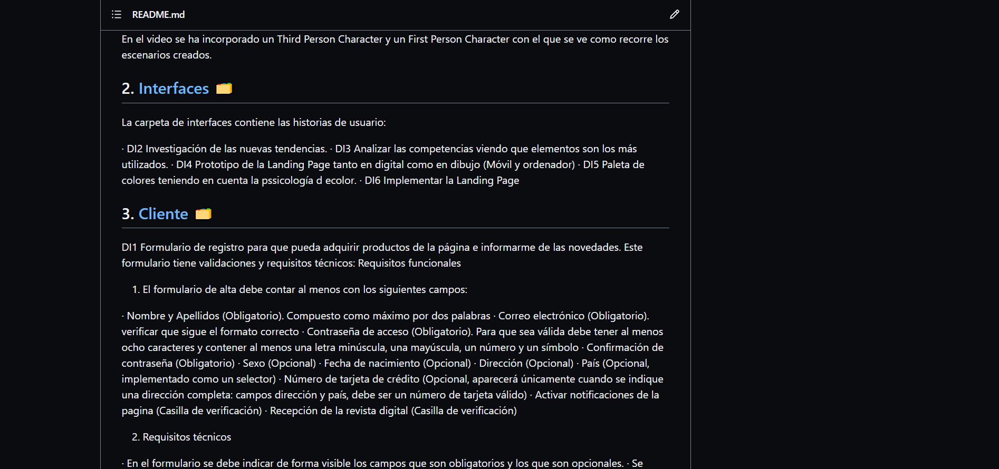 README.md
En el video se ha incorporado un Third Person Character y un First Person Character con el que se ve como recorre los
escenarios creados.
2. Interfaces
La carpeta de interfaces contiene las historias de usuario:
· DI2 Investigación de las nuevas tendencias. · DI3 Analizar las competencias viendo que elementos son los más
utilizados. · DI4 Prototipo de la Landing Page tanto en digital como en dibujo (Móvil y ordenador) · DI5 Paleta de
colores teniendo en cuenta la pssicología d ecolor. · DI6 Implementar la Landing Page
3. Cliente
DI1 Formulario de registro para que pueda adquirir productos de la página e informarme de las novedades. Este
formulario tiene validaciones y requisitos técnicos: Requisitos funcionales
1. El formulario de alta debe contar al menos con los siguientes campos:
· Nombre y Apellidos (Obligatorio). Compuesto como máximo por dos palabras · Correo electrónico (Obligatorio).
verificar que sigue el formato correcto · Contraseña de acceso (Obligatorio). Para que sea válida debe tener al menos
ocho caracteres y contener al menos una letra minúscula, una mayúscula, un número y un símbolo · Confirmación de
contraseña (Obligatorio) · Sexo (Opcional) · Fecha de nacimiento (Opcional) · Dirección (Opcional) · País (Opcional,
implementado como un selector) · Número de tarjeta de crédito (Opcional, aparecerá únicamente cuando se indique
una dirección completa: campos dirección y país, debe ser un número de tarjeta válido) · Activar notificaciones de la
pagina (Casilla de verificación) · Recepción de la revista digital (Casilla de verificación)
2. Requisitos técnicos
· En el formulario se debe indicar de forma visible los campos que son obligatorios y los que son opcionales. · Se